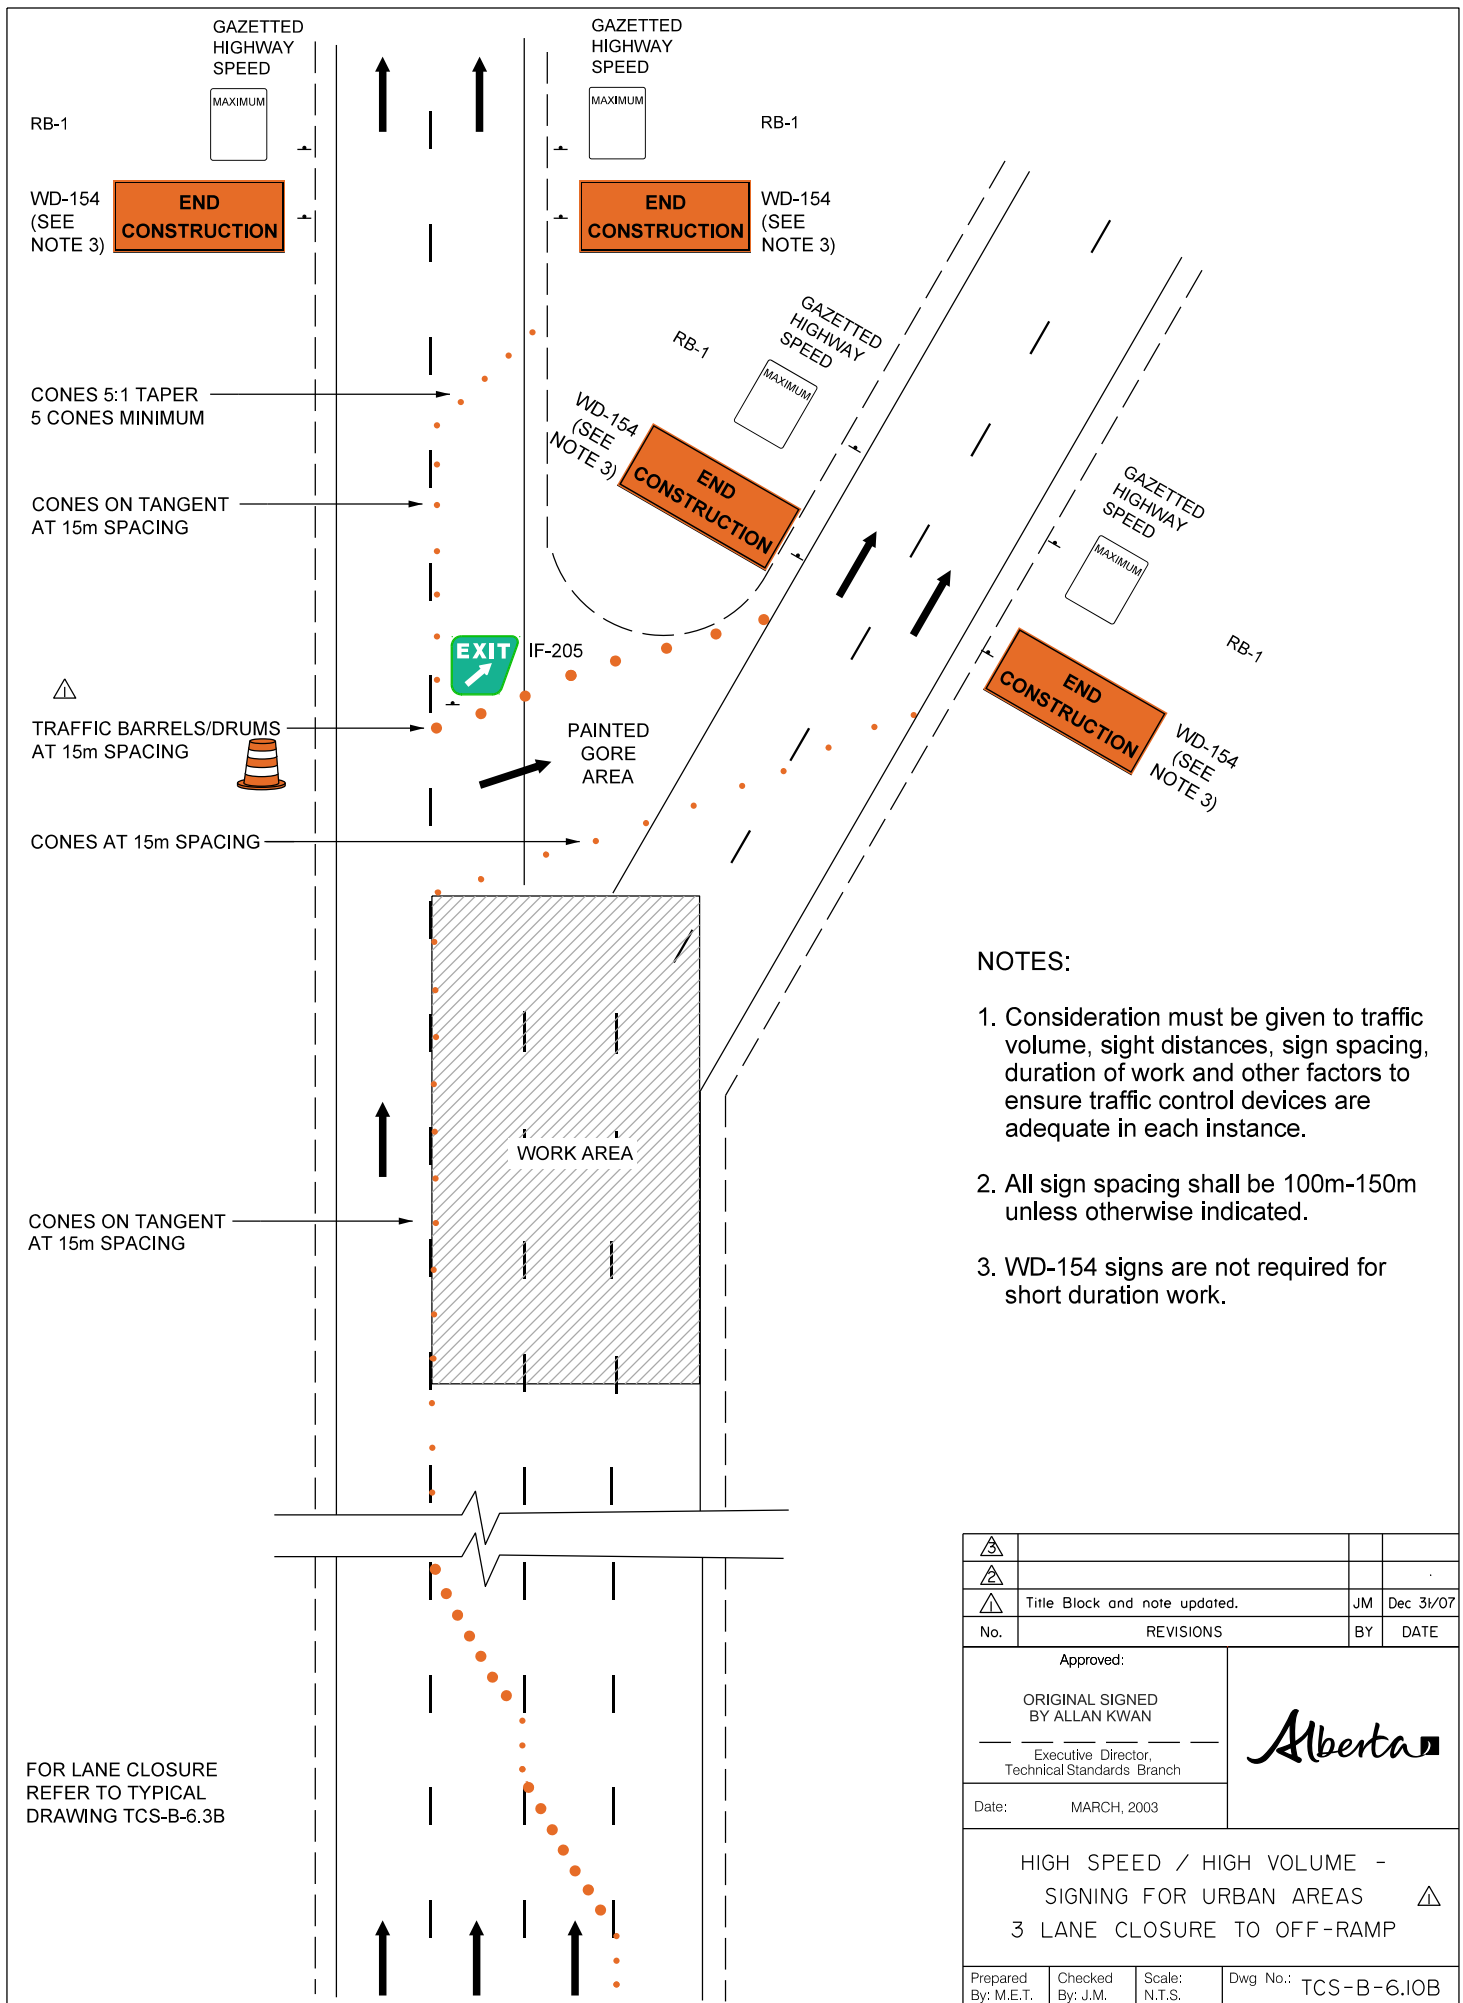 GAZETTED
HIGHWAY
SPEED
MAXIMUM
RB-1
WD-154
(SEE
NOTE 3)
END
CONSTRUCTION
GAZETTED
HIGHWAY
SPEED
MAXIMUM
RB-1
END
CONSTRUCTION
WD-154
(SEE
NOTE 3)
GAZETTED
HIGHWAY
SPEED
RB-1
MAXIMUM
WD-154
(SEE
NOTE 3)
END
CONSTRUCTION
GAZETTED
HIGHWAY
SPEED
MAXIMUM
RB-1
END
CONSTRUCTION
WD-154
(SEE
NOTE 3)
CONES 5:1 TAPER
5 CONES MINIMUM
CONES ON TANGENT
AT 15m SPACING
EXIT
IF-205
1
TRAFFIC BARRELS/DRUMS
AT 15m SPACING
PAINTED
GORE
AREA
CONES AT 15m SPACING
WORK AREA
CONES ON TANGENT
AT 15m SPACING
FOR LANE CLOSURE
REFER TO TYPICAL
DRAWING TCS-B-6.3B
NOTES:
1. Consideration must be given to traffic
volume, sight distances, sign spacing,
duration of work and other factors to
ensure traffic control devices are
adequate in each instance.
2. All sign spacing shall be 100m-150m
unless otherwise indicated.
3. WD-154 signs are not required for
short duration work.
3
2
1 Title Block and note updated. JM Dec 31/07
No. REVISIONS BY DATE
Approved:
ORIGINAL SIGNED
BY ALLAN KWAN
Executive Director,
Technical Standards Branch
Date: MARCH, 2003
Alberta
HIGH SPEED / HIGH VOLUME -
SIGNING FOR URBAN AREAS 1
3 LANE CLOSURE TO OFF-RAMP
Prepared
By: M.E.T.
Checked
By: J.M.
Scale:
N.T.S.
Dwg No.: TCS-B-6.10B